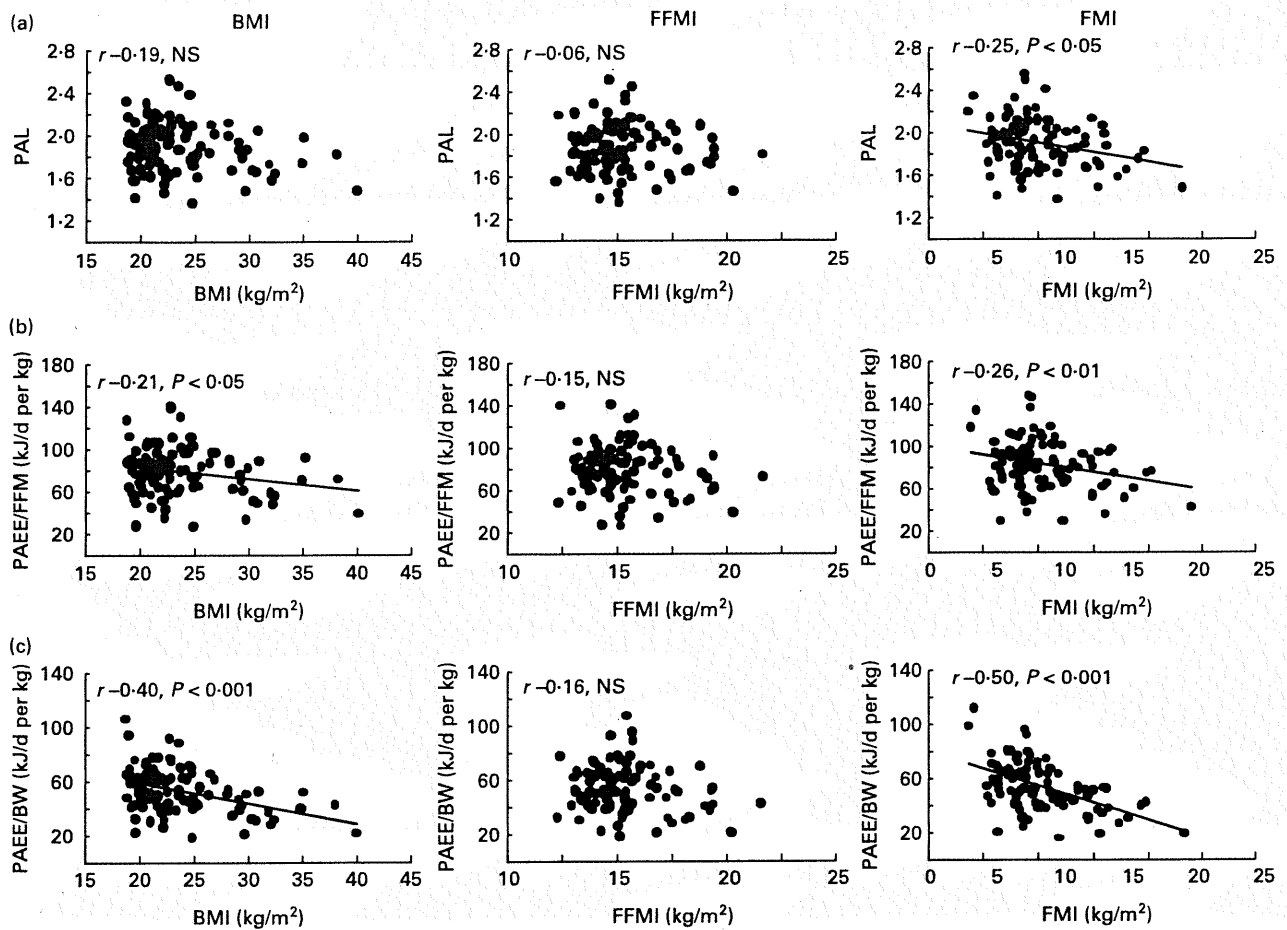 (a)
BMI
FFMI
FMI
r –0·19, NS
r –0·06, NS
r –0·25, P < 0·05
PAL
2·8
2·4
2·0
1·6
1·2
15 20 25 30 35 40 45
BMI (kg/m²)
PAL
2·8
2·4
2·0
1·6
1·2
10 15 20 25
FFMI (kg/m²)
PAL
2·8
2·4
2·0
1·6
1·2
0 5 10 15 20 25
FMI (kg/m²)
(b)
r –0·21, P < 0·05
r –0·15, NS
r –0·26, P < 0·01
PAEE/FFM (kJ/d per kg)
180
140
100
60
20
15 20 25 30 35 40 45
BMI (kg/m²)
PAEE/FFM (kJ/d per kg)
180
140
100
60
20
10 15 20 25
FFMI (kg/m²)
PAEE/FFM (kJ/d per kg)
180
140
100
60
20
0 5 10 15 20 25
FMI (kg/m²)
(c)
r –0·40, P < 0·001
r –0·16, NS
r –0·50, P < 0·001
PAEE/BW (kJ/d per kg)
140
100
60
20
15 20 25 30 35 40 45
BMI (kg/m²)
PAEE/BW (kJ/d per kg)
140
100
60
20
10 15 20 25
FFMI (kg/m²)
PAEE/BW (kJ/d per kg)
140
100
60
20
0 5 10 15 20 25
FMI (kg/m²)